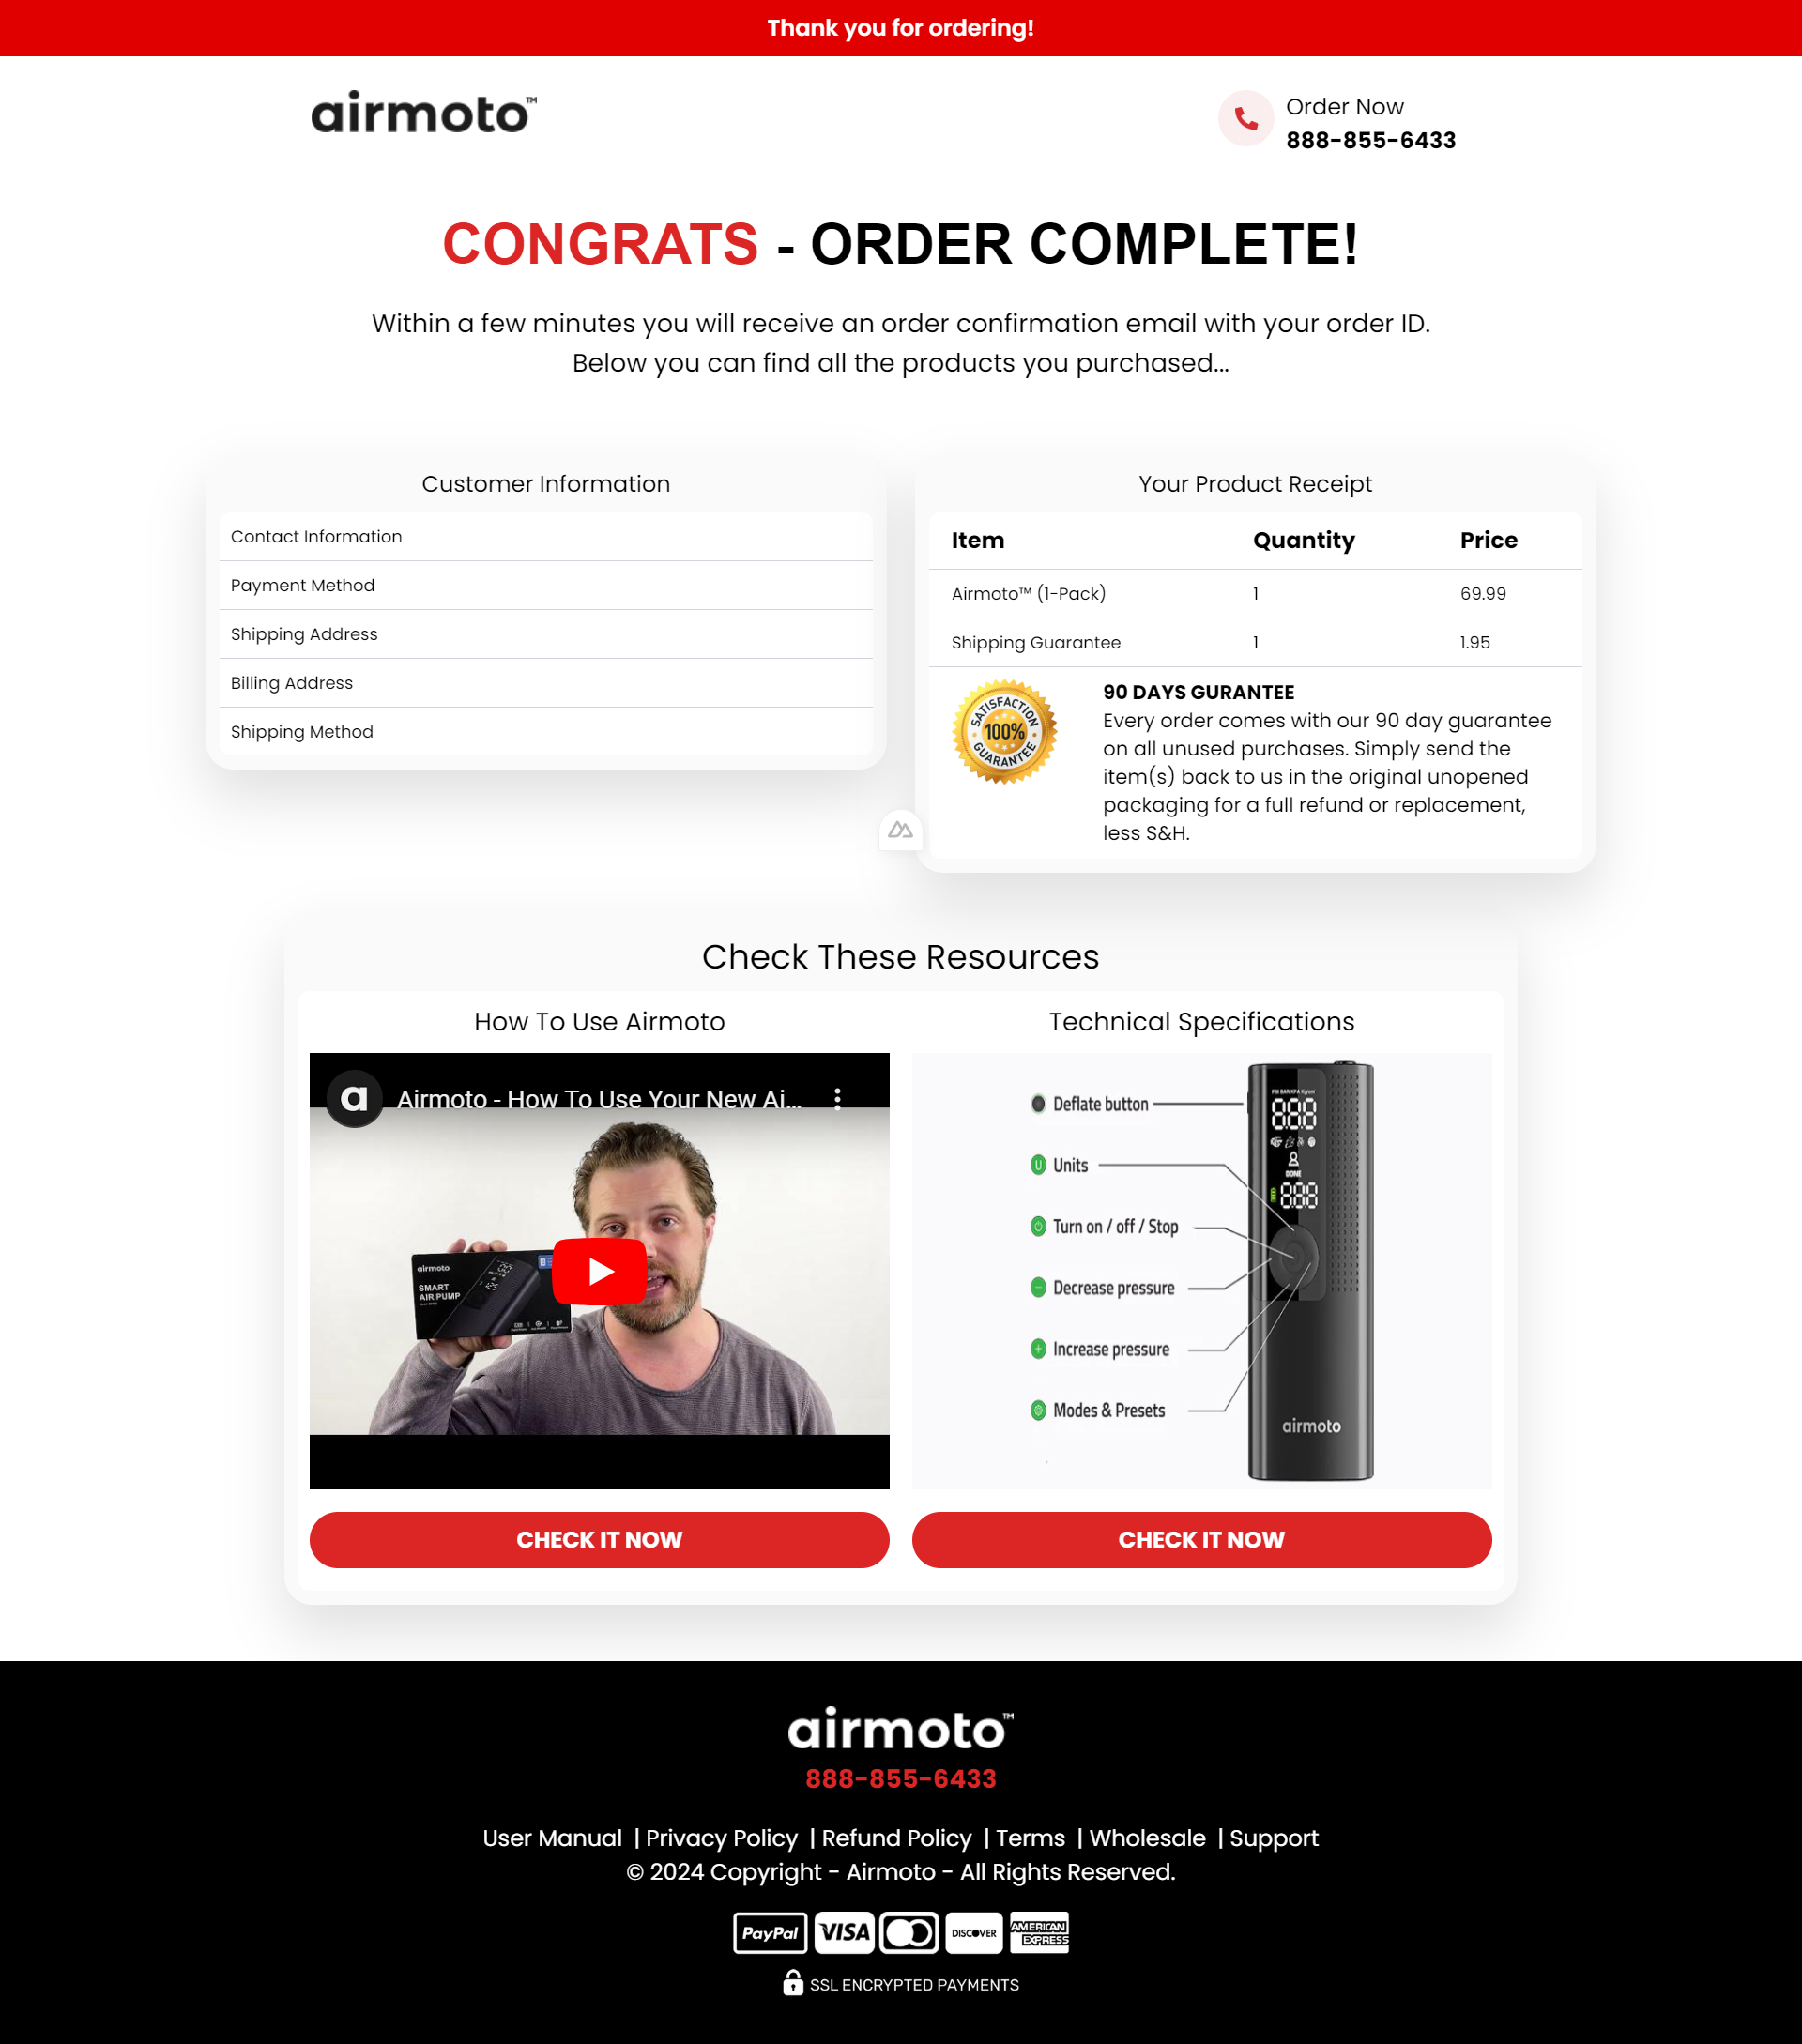 Thank you for ordering!
airmoto™
Order Now
888-855-6433
CONGRATS - ORDER COMPLETE!
Within a few minutes you will receive an order confirmation email with your order ID.
Below you can find all the products you purchased...
Customer Information
Contact Information
Payment Method
Shipping Address
Billing Address
Shipping Method
Your Product Receipt
Item Quantity Price
Airmoto™ (1-Pack) 1 69.99
Shipping Guarantee 1 1.95
SATISFACTION
100%
GUARANTEE
90 DAYS GURANTEE
Every order comes with our 90 day guarantee
on all unused purchases. Simply send the
item(s) back to us in the original unopened
packaging for a full refund or replacement,
less S&H.
Check These Resources
How To Use Airmoto
a Airmoto - How To Use Your New Ai...
airmoto
SMART
AIR PUMP
CHECK IT NOW
Technical Specifications
Deflate button
Units
Turn on / off / Stop
Decrease pressure
Increase pressure
Modes & Presets
PSI BAR KPA
888
DONE
888
airmoto
CHECK IT NOW
airmoto™
888-855-6433
User Manual | Privacy Policy | Refund Policy | Terms | Wholesale | Support
© 2024 Copyright - Airmoto - All Rights Reserved.
PayPal VISA DISCOVER AMERICAN EXPRESS
SSL ENCRYPTED PAYMENTS